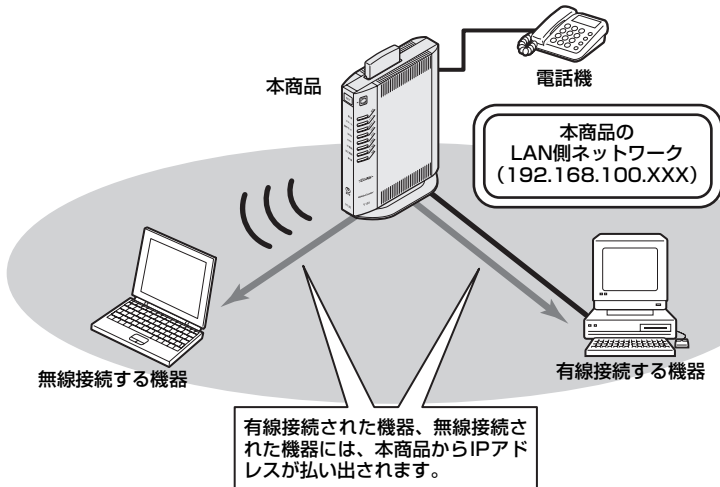 本商品
電話機
本商品の
LAN側ネットワーク
（192.168.100.XXX）
無線接続する機器
有線接続する機器
有線接続された機器、無線接続さ
れた機器には、本商品からIPアド
レスが払い出されます。